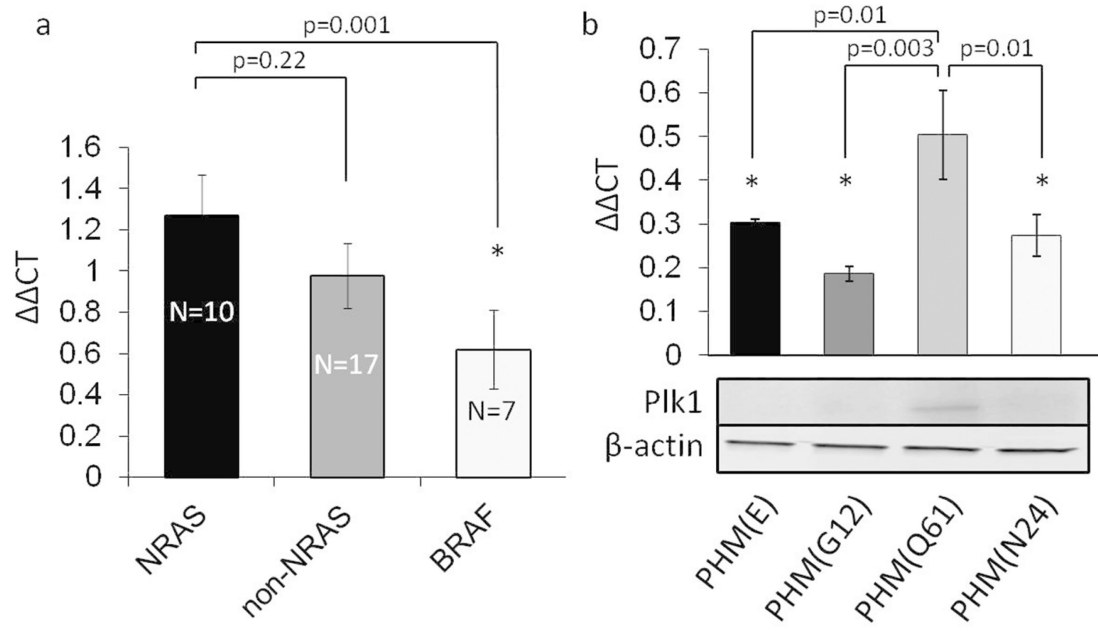 a
p=0.001
p=0.22
ΔΔCT
1.6
1.4
1.2
1
0.8
0.6
0.4
0.2
0
*
N=10
N=17
N=7
NRAS
non-NRAS
BRAF
b
p=0.01
p=0.003
p=0.01
ΔΔCT
0.7
0.6
0.5
0.4
0.3
0.2
0.1
0
*
*
*
Plk1
β-actin
PHM(E)
PHM(G12)
PHM(Q61)
PHM(N24)